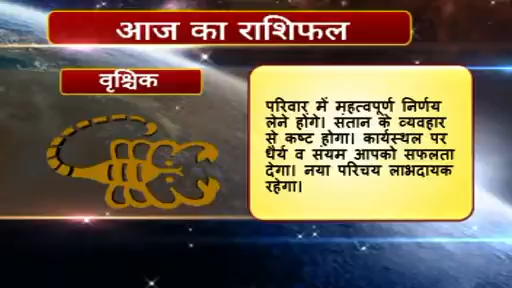 आज का राशिफल
वृश्चिक
परिवार में महत्वपूर्ण निर्णय
लेने होंगे। संतान के व्यवहार
से कष्ट होगा। कार्यस्थल पर
धैर्य व संयम आपको सफलता
देगा। नया परिचय लाभदायक
रहेगा।